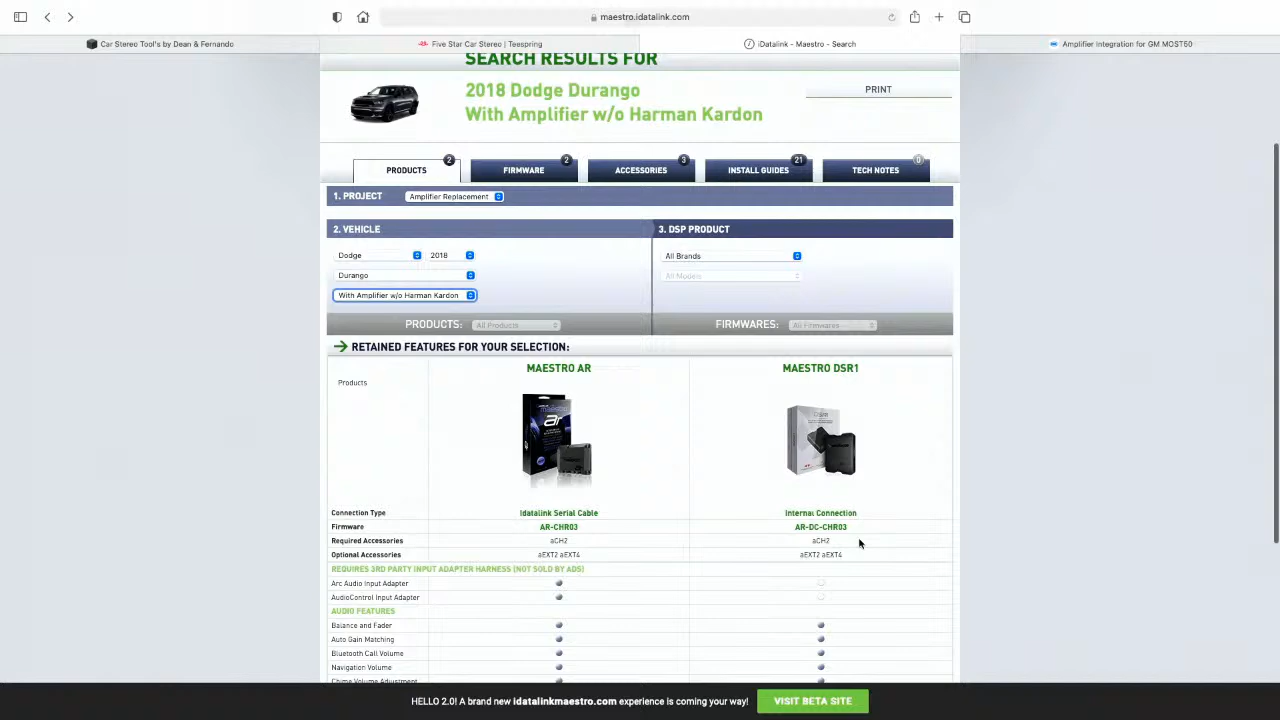 maestro.idatalink.com
Car Stereo Tool's by Dean & Fernando
Five Star Car Stereo | Teespring
iDatalink - Maestro - Search
Amplifier Integration for GM MOST50
SEARCH RESULTS FOR
2018 Dodge Durango
With Amplifier w/o Harman Kardon
PRINT
PRODUCTS 2
FIRMWARE 2
ACCESSORIES 3
INSTALL GUIDES 21
TECH NOTES 0
1. PROJECT Amplifier Replacement
2. VEHICLE
3. DSP PRODUCT
Dodge 2018
All Brands
Durango
All Models
With Amplifier w/o Harman Kardon
PRODUCTS: All Products
FIRMWARES: All Firmwares
RETAINED FEATURES FOR YOUR SELECTION:
MAESTRO AR
MAESTRO DSR1
Products
Connection Type Idatalink Serial Cable Internal Connection
Firmware AR-CHR03 AR-DC-CHR03
Required Accessories aCH2 aCH2
Optional Accessories aEXT2 aEXT4 aEXT2 aEXT4
REQUIRES 3RD PARTY INPUT ADAPTER HARNESS (NOT SOLD BY ADS)
Arc Audio Input Adapter
AudioControl Input Adapter
AUDIO FEATURES
Balance and Fader
Auto Gain Matching
Bluetooth Call Volume
Navigation Volume
Chime Volume Adjustment
HELLO 2.0! A brand new idatalinkmaestro.com experience is coming your way!
VISIT BETA SITE